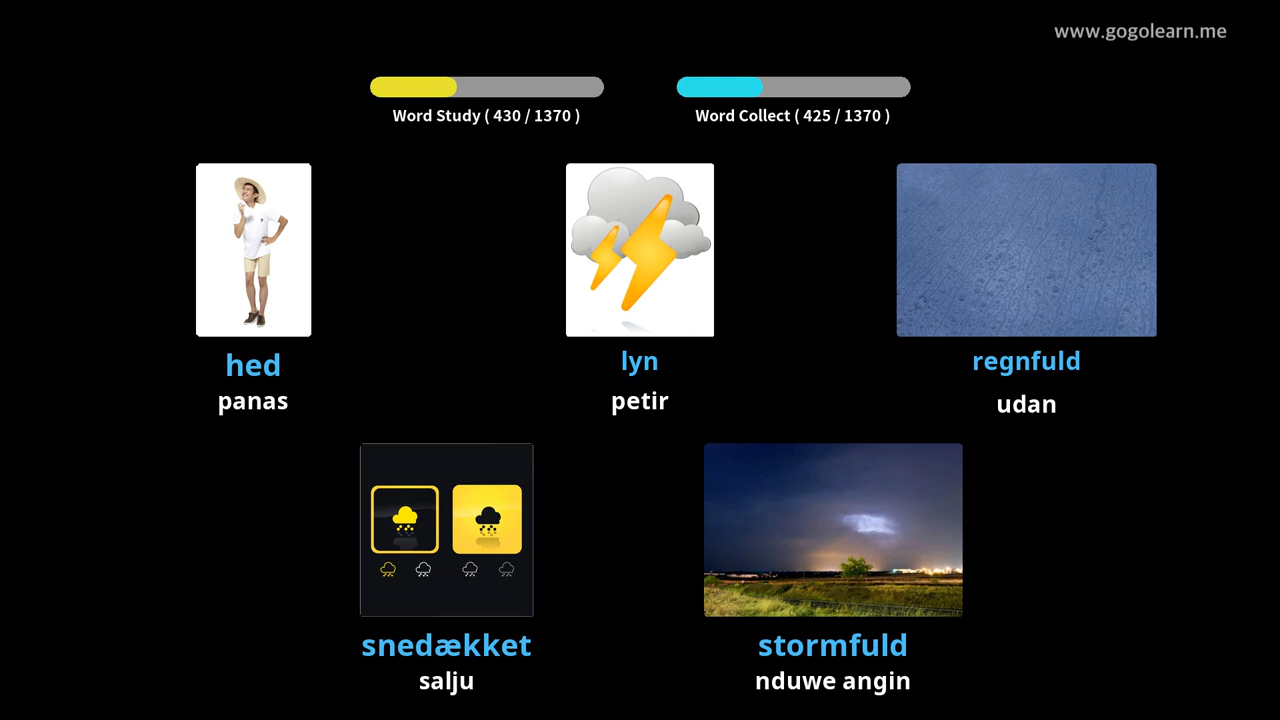 www.gogolearn.me
Word Study ( 430 / 1370 )
Word Collect ( 425 / 1370 )
hed
lyn
regnfuld
panas
petir
udan
snedækket
stormfuld
salju
nduwe angin